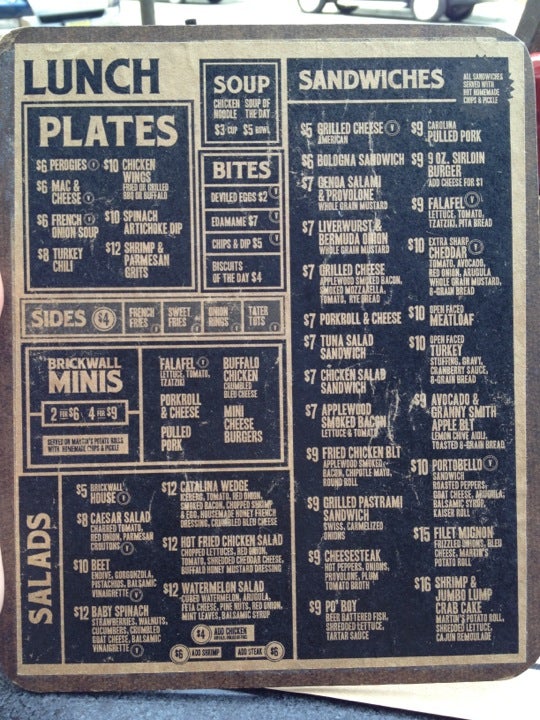 LUNCH
PLATES
$6 PEROGIES V
$6 MAC &
CHEESE V
$6 FRENCH V
ONION SOUP
$8 TURKEY
CHILI
$10 CHICKEN
WINGS
FRIED OR GRILLED
BBQ OR BUFFALO
$10 SPINACH
ARTICHOKE DIP
$12 SHRIMP &
PARMESAN
GRITS
SOUP
CHICKEN NOODLE
SOUP OF THE DAY
$3 CUP $5 BOWL
BITES
DEVILED EGGS $2 V
EDAMAME $7 V
CHIPS & DIP $5 V
BISCUITS
OF THE DAY $4
SIDES $4
FRENCH
FRIES
SWEET
FRIES
ONION
RINGS
TATER
TOTS
BRICKWALL
MINIS
2 FOR $6 4 FOR $9
SERVED ON MARTIN'S POTATO ROLLS
WITH HOMEMADE CHIPS & PICKLE
FALAFEL V
LETTUCE, TOMATO,
TZATZIKI
PORKROLL
& CHEESE
PULLED
PORK
BUFFALO
CHICKEN
CRUMBLED
BLEU CHEESE
MINI
CHEESE
BURGERS
SALADS
$5 BRICKWALL
HOUSE V
$8 CAESAR SALAD
CHARRED TOMATO,
RED ONION, PARMESAN
CROUTONS V
$10 BEET
ENDIVE, GORGONZOLA,
PISTACHIOS, BALSAMIC
VINAIGRETTE V
$12 BABY SPINACH
STRAWBERRIES, WALNUTS,
CUCUMBERS, CRUMBLED
GOAT CHEESE, BALSAMIC
VINAIGRETTE V
$12 CATALINA WEDGE
ICEBERG, TOMATO, RED ONION,
SMOKED BACON, CHOPPED SHRIMP
& EGG, HOUSEMADE HONEY FRENCH
DRESSING, CRUMBLED BLEU CHEESE
$12 HOT FRIED CHICKEN SALAD
CHOPPED LETTUCES, RED ONION,
TOMATO, SHREDDED CHEDDAR CHEESE,
BUFFALO HONEY MUSTARD DRESSING
$12 WATERMELON SALAD
CUBED WATERMELON, ARUGULA,
FETA CHEESE, PINE NUTS, RED ONION,
MINT LEAVES, BALSAMIC SYRUP
$4 ADD CHICKEN
$6 ADD SHRIMP ADD STEAK $6
SANDWICHES
ALL SANDWICHES
SERVED WITH
HOMEMADE
CHIPS & PICKLE
$5 GRILLED CHEESE V
AMERICAN
$6 BOLOGNA SANDWICH
$7 GENOA SALAMI
& PROVOLONE
WHOLE GRAIN MUSTARD
$7 LIVERWURST &
BERMUDA ONION
WHOLE GRAIN MUSTARD
$7 GRILLED CHEESE
APPLEWOOD SMOKED BACON,
SMOKED MOZZARELLA,
TOMATO, RYE BREAD
$7 PORKROLL & CHEESE
$7 TUNA SALAD
SANDWICH
$7 CHICKEN SALAD
SANDWICH
$7 APPLEWOOD
SMOKED BACON
LETTUCE & TOMATO
$9 FRIED CHICKEN BLT
APPLEWOOD SMOKED
BACON, CHIPOTLE MAYO,
ROUND ROLL
$9 GRILLED PASTRAMI
SANDWICH
SWISS, CARMELIZED
ONIONS
$9 CHEESESTEAK
HOT PEPPERS, ONIONS,
PROVOLONE, PLUM
TOMATO BROTH
$9 PO' BOY
BEER BATTERED FISH,
SHREDDED LETTUCE,
TARTAR SAUCE
$9 CAROLINA
PULLED PORK
$9 9 OZ. SIRLOIN
BURGER
ADD CHEESE FOR $1
$9 FALAFEL V
LETTUCE, TOMATO,
TZATZIKI, PITA BREAD
$10 EXTRA SHARP
CHEDDAR V
TOMATO, AVOCADO,
RED ONION, ARUGULA
WHOLE GRAIN MUSTARD,
8-GRAIN BREAD
$10 OPEN FACED
MEATLOAF
$10 OPEN FACED
TURKEY
STUFFING, GRAVY,
CRANBERRY SAUCE,
8-GRAIN BREAD
$9 AVOCADO &
GRANNY SMITH
APPLE BLT
LEMON CHIVE AIOLI,
TOASTED 8-GRAIN BREAD
$10 PORTOBELLO V
SANDWICH
ROASTED PEPPERS,
GOAT CHEESE, ARUGULA,
BALSAMIC SYRUP,
KAISER ROLL
$15 FILET MIGNON
FRIZZLED ONIONS, BLEU
CHEESE, MARTIN'S
POTATO ROLL
$16 SHRIMP &
JUMBO LUMP
CRAB CAKE
MARTIN'S POTATO ROLL,
SHREDDED LETTUCE,
CAJUN REMOULADE